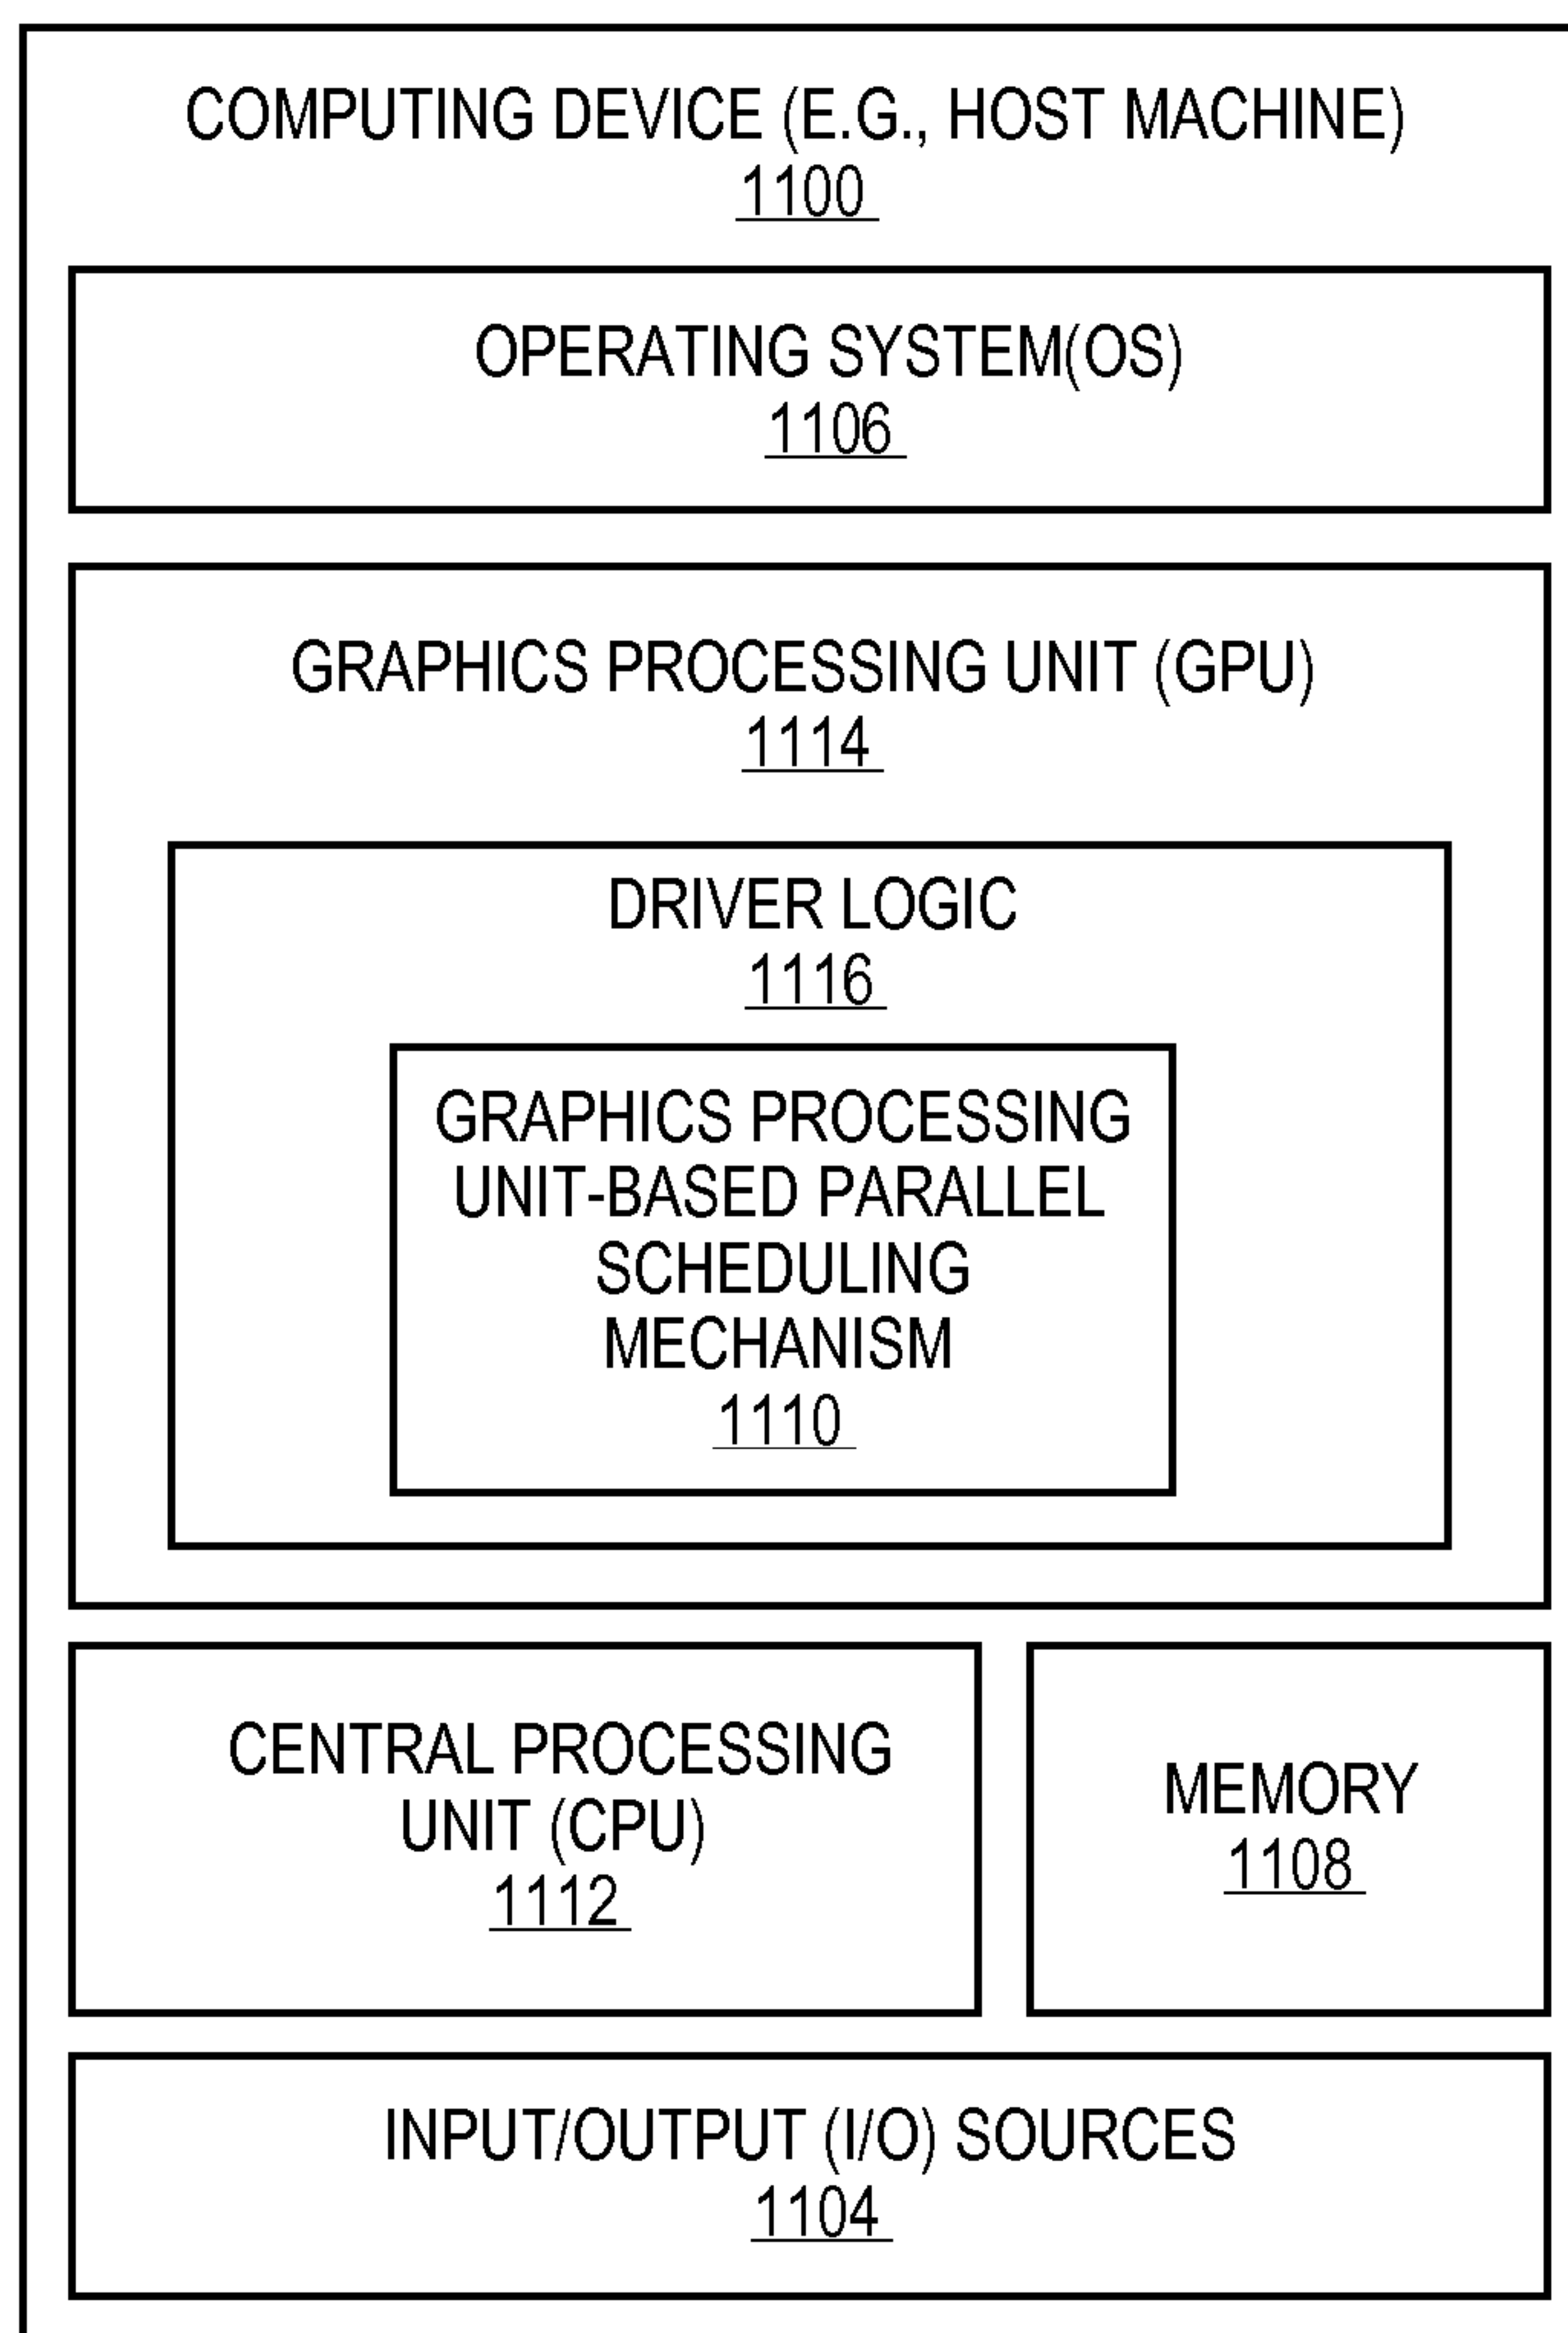 COMPUTING DEVICE (E.G., HOST MACHINE)
1100
OPERATING SYSTEM(OS)
1106
GRAPHICS PROCESSING UNIT (GPU)
1114
DRIVER LOGIC
1116
GRAPHICS PROCESSING
UNIT-BASED PARALLEL
SCHEDULING
MECHANISM
1110
CENTRAL PROCESSING
UNIT (CPU)
1112
MEMORY
1108
INPUT/OUTPUT (I/O) SOURCES
1104